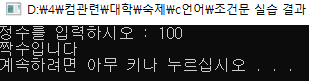 D:\4\컴관련\대학\숙제\c언어\조건문 실습 결과
정수를 입력하시오 : 100
짝수입니다
계속하려면 아무 키나 누르십시오 . . .